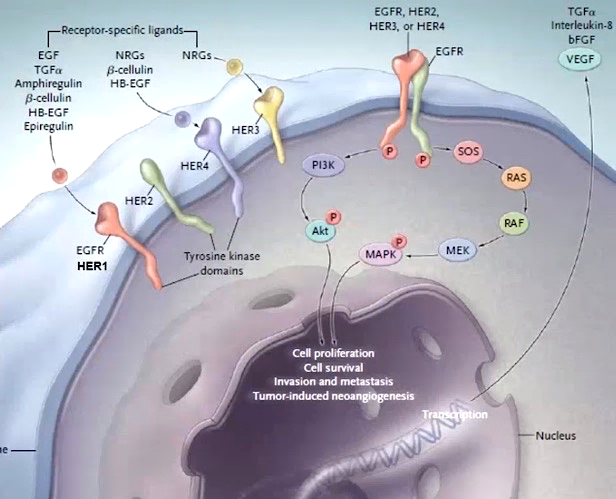 Receptor-specific ligands
EGF
TGFα
Amphiregulin
β-cellulin
HB-EGF
Epiregulin
NRGs
β-cellulin
HB-EGF
NRGs
HER3
HER4
HER2
EGFR
HER1
Tyrosine kinase
domains
EGFR, HER2,
HER3, or HER4
EGFR
P
P
PI3K
Akt
P
SOS
RAS
RAF
MEK
MAPK
P
TGFα
Interleukin-8
bFGF
VEGF
Cell proliferation
Cell survival
Invasion and metastasis
Tumor-induced neoangiogenesis
Transcription
Nucleus